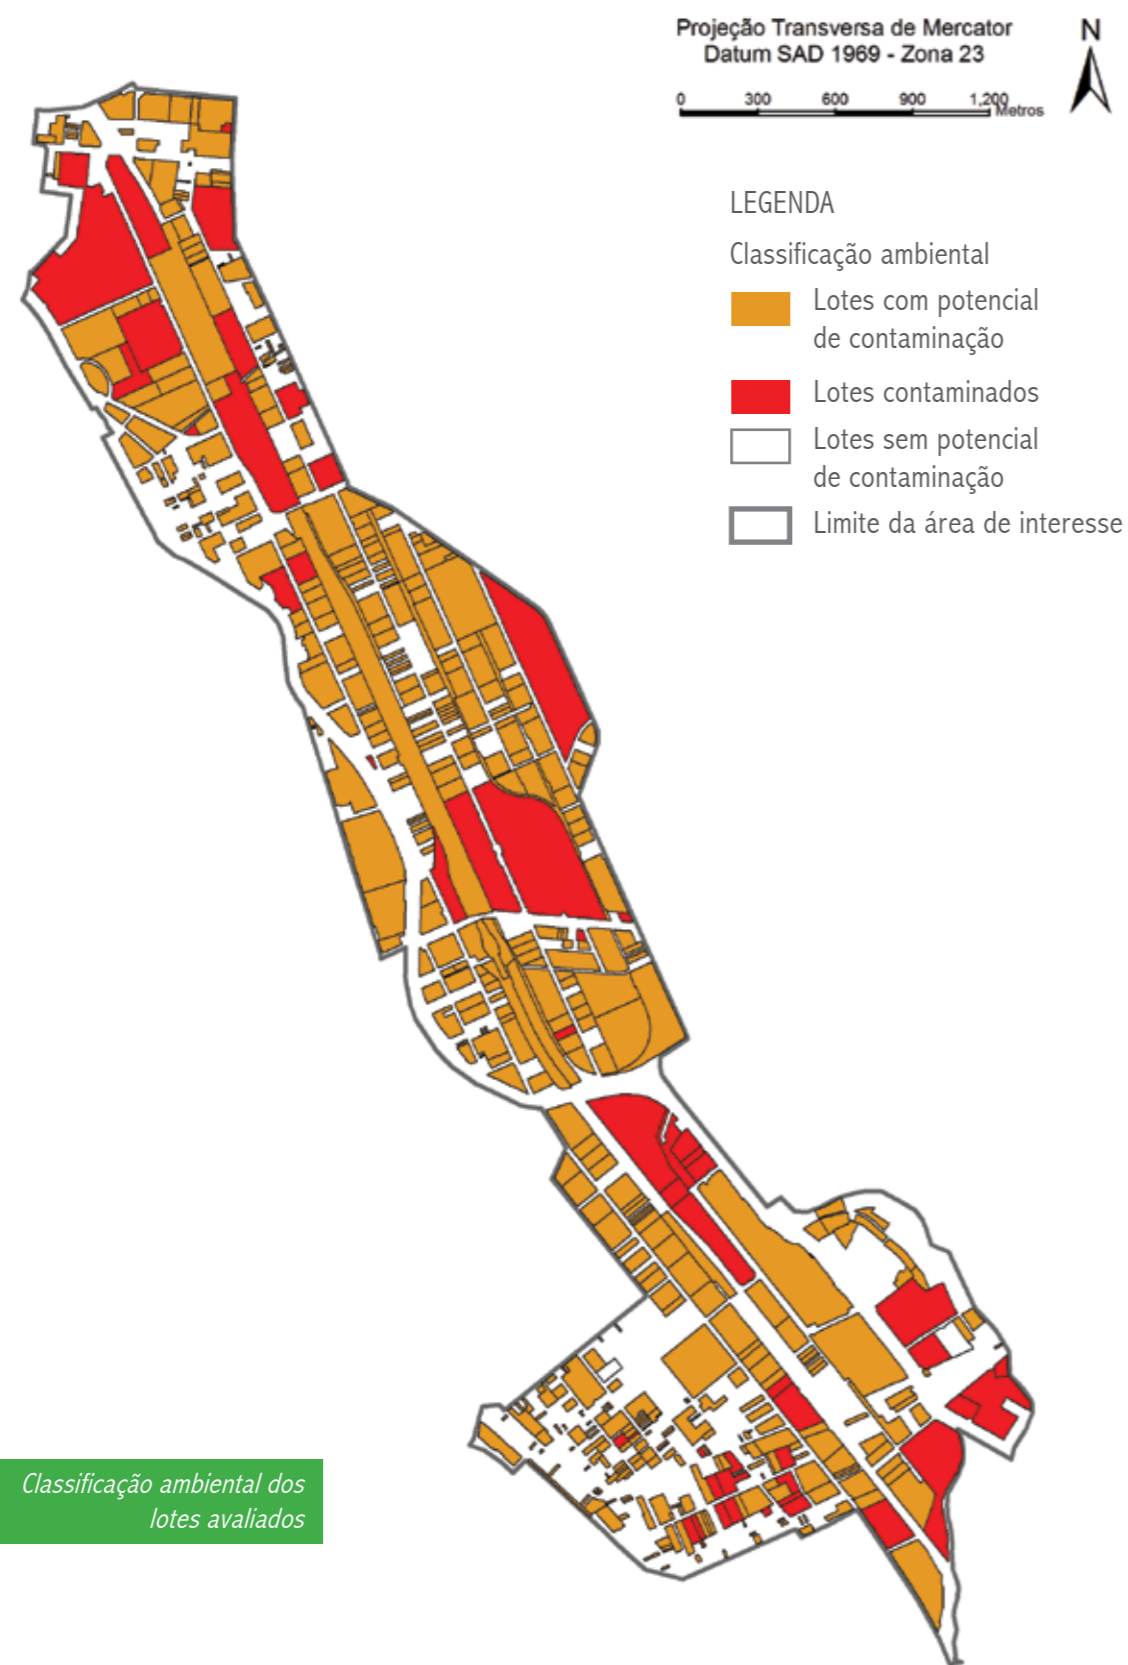 Projeção Transversa de Mercator
Datum SAD 1969 - Zona 23
N
0 300 600 900 1,200
Metros
LEGENDA
Classificação ambiental
Lotes com potencial
de contaminação
Lotes contaminados
Lotes sem potencial
de contaminação
Limite da área de interesse
Classificação ambiental dos
lotes avaliados